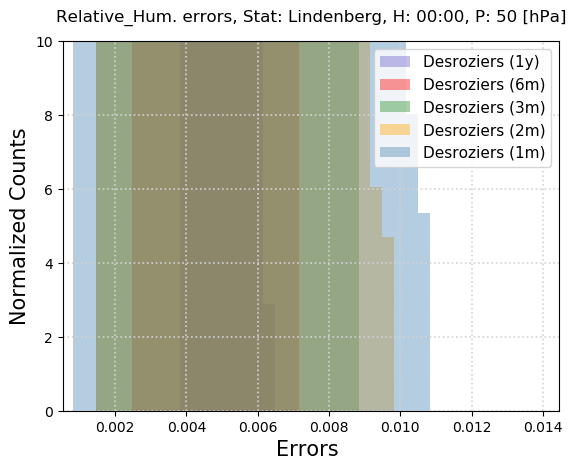 Relative_Hum. errors, Stat: Lindenberg, H: 00:00, P: 50 [hPa]
10
8
6
4
2
0
Normalized Counts
Desroziers (1y)
Desroziers (6m)
Desroziers (3m)
Desroziers (2m)
Desroziers (1m)
0.002 0.004 0.006 0.008 0.010 0.012 0.014
Errors